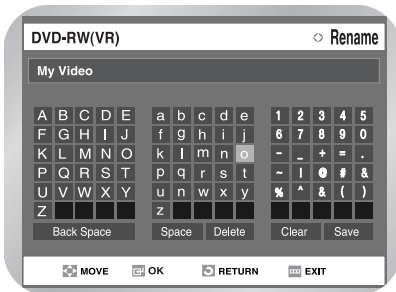 DVD-RW(VR) Rename
My Video
A B C D E a b c d e 1 2 3 4 5
F G H I J f g h i j 6 7 8 9 0
K L M N O k l m n o - _ + = .
P Q R S T p q r s t ~ ! @ # &
U V W X Y u n w x y % ^ & ( )
Z z
Back Space Space Delete Clear Save
MOVE OK RETURN EXIT